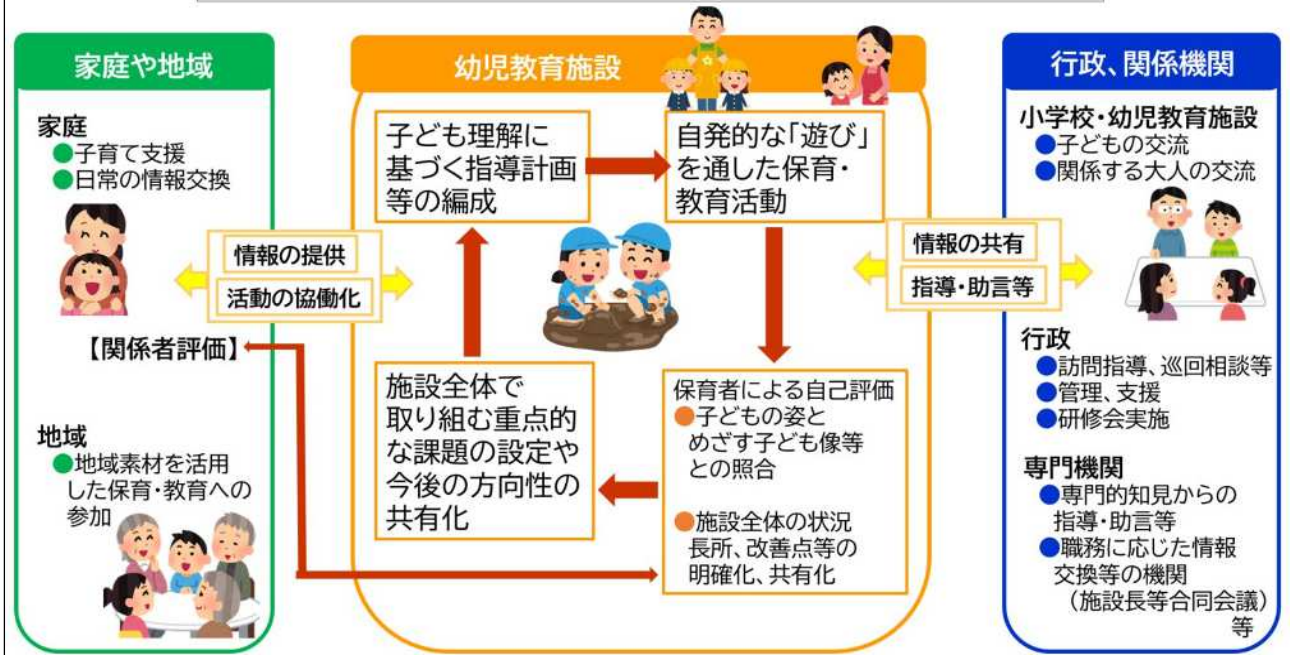 家庭や地域
家庭
●子育て支援
●日常の情報交換
【関係者評価】
地域
●地域素材を活用
した保育・教育への
参加
情報の提供
活動の協働化
幼児教育施設
子ども理解に
基づく指導計画
等の編成
自発的な「遊び」
を通した保育・
教育活動
保育者による自己評価
●子どもの姿と
めざす子ども像等
との照合
●施設全体の状況
長所、改善点等の
明確化、共有化
施設全体で
取り組む重点的
な課題の設定や
今後の方向性の
共有化
情報の共有
指導・助言等
行政、関係機関
小学校・幼児教育施設
●子どもの交流
●関係する大人の交流
行政
●訪問指導、巡回相談等
●管理、支援
●研修会実施
専門機関
●専門的知見からの
指導・助言等
●職務に応じた情報
交換等の機関
（施設長等合同会議）
等